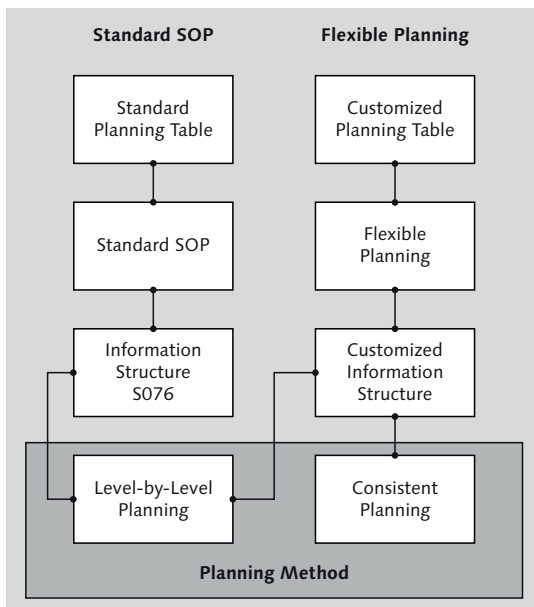 Standard SOP
Flexible Planning
Standard
Planning Table
Customized
Planning Table
Standard SOP
Flexible
Planning
Information
Structure
S076
Customized
Information
Structure
Level-by-Level
Planning
Consistent
Planning
Planning Method